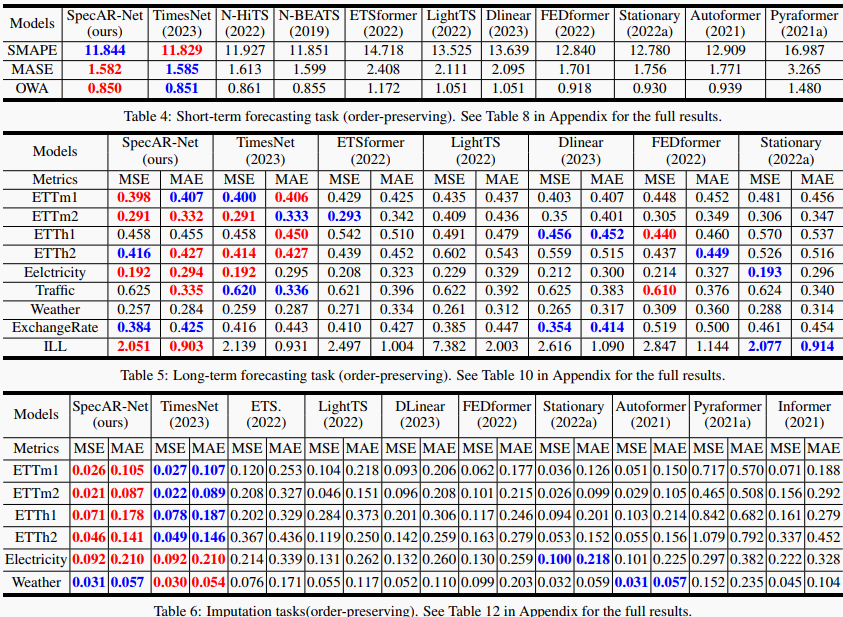 Models SpecAR-Net TimesNet N-HiTS N-BEATS ETSformer LightTS Dlinear FEDformer Stationary Autoformer Pyraformer
(ours) (2023) (2022) (2019) (2022) (2022) (2023) (2022) (2022a) (2021) (2021a)
SMAPE 11.844 11.829 11.927 11.851 14.718 13.525 13.639 12.840 12.780 12.909 16.987
MASE 1.582 1.585 1.613 1.599 2.408 2.111 2.095 1.701 1.756 1.771 3.265
OWA 0.850 0.851 0.861 0.855 1.172 1.051 1.051 0.918 0.930 0.939 1.480
Table 4: Short-term forecasting task (order-preserving). See Table 8 in Appendix for the full results.
Models SpecAR-Net TimesNet ETSformer LightTS Dlinear FEDformer Stationary
(ours) (2023) (2022) (2022) (2023) (2022) (2022a)
Metrics MSE MAE MSE MAE MSE MAE MSE MAE MSE MAE MSE MAE MSE MAE
ETTm1 0.398 0.407 0.400 0.406 0.429 0.425 0.435 0.437 0.403 0.407 0.448 0.452 0.481 0.456
ETTm2 0.291 0.332 0.291 0.333 0.293 0.342 0.409 0.436 0.35 0.401 0.305 0.349 0.306 0.347
ETTh1 0.458 0.455 0.458 0.450 0.542 0.510 0.491 0.479 0.456 0.452 0.440 0.460 0.570 0.537
ETTh2 0.416 0.427 0.414 0.427 0.439 0.452 0.602 0.543 0.559 0.515 0.437 0.449 0.526 0.516
Eelctricity 0.192 0.294 0.192 0.295 0.208 0.323 0.229 0.329 0.212 0.300 0.214 0.327 0.193 0.296
Traffic 0.625 0.335 0.620 0.336 0.621 0.396 0.622 0.392 0.625 0.383 0.610 0.376 0.624 0.340
Weather 0.257 0.284 0.259 0.287 0.271 0.334 0.261 0.312 0.265 0.317 0.309 0.360 0.288 0.314
ExchangeRate 0.384 0.425 0.416 0.443 0.410 0.427 0.385 0.447 0.354 0.414 0.519 0.500 0.461 0.454
ILL 2.051 0.903 2.139 0.931 2.497 1.004 7.382 2.003 2.616 1.090 2.847 1.144 2.077 0.914
Table 5: Long-term forecasting task (order-preserving). See Table 10 in Appendix for the full results.
Models SpecAR-Net TimesNet ETS. LightTS DLinear FEDformer Stationary Autoformer Pyraformer Informer
(ours) (2023) (2022) (2022) (2023) (2022) (2022a) (2021) (2021a) (2021)
Metrics MSE MAE MSE MAE MSE MAE MSE MAE MSE MAE MSE MAE MSE MAE MSE MAE MSE MAE MSE MAE
ETTm1 0.026 0.105 0.027 0.107 0.120 0.253 0.104 0.218 0.093 0.206 0.062 0.177 0.036 0.126 0.051 0.150 0.717 0.570 0.071 0.188
ETTm2 0.021 0.087 0.022 0.089 0.208 0.327 0.046 0.151 0.096 0.208 0.101 0.215 0.026 0.099 0.029 0.105 0.465 0.508 0.156 0.292
ETTh1 0.071 0.178 0.078 0.187 0.202 0.329 0.284 0.373 0.201 0.306 0.117 0.246 0.094 0.201 0.103 0.214 0.842 0.682 0.161 0.279
ETTh2 0.046 0.141 0.049 0.146 0.367 0.436 0.119 0.250 0.142 0.259 0.163 0.279 0.053 0.152 0.055 0.156 1.079 0.792 0.337 0.452
Electricity 0.092 0.210 0.092 0.210 0.214 0.339 0.131 0.262 0.132 0.260 0.130 0.259 0.100 0.218 0.101 0.225 0.297 0.382 0.222 0.328
Weather 0.031 0.057 0.030 0.054 0.076 0.171 0.055 0.117 0.052 0.110 0.099 0.203 0.032 0.059 0.031 0.057 0.152 0.235 0.045 0.104
Table 6: Imputation tasks(order-preserving). See Table 12 in Appendix for the full results.